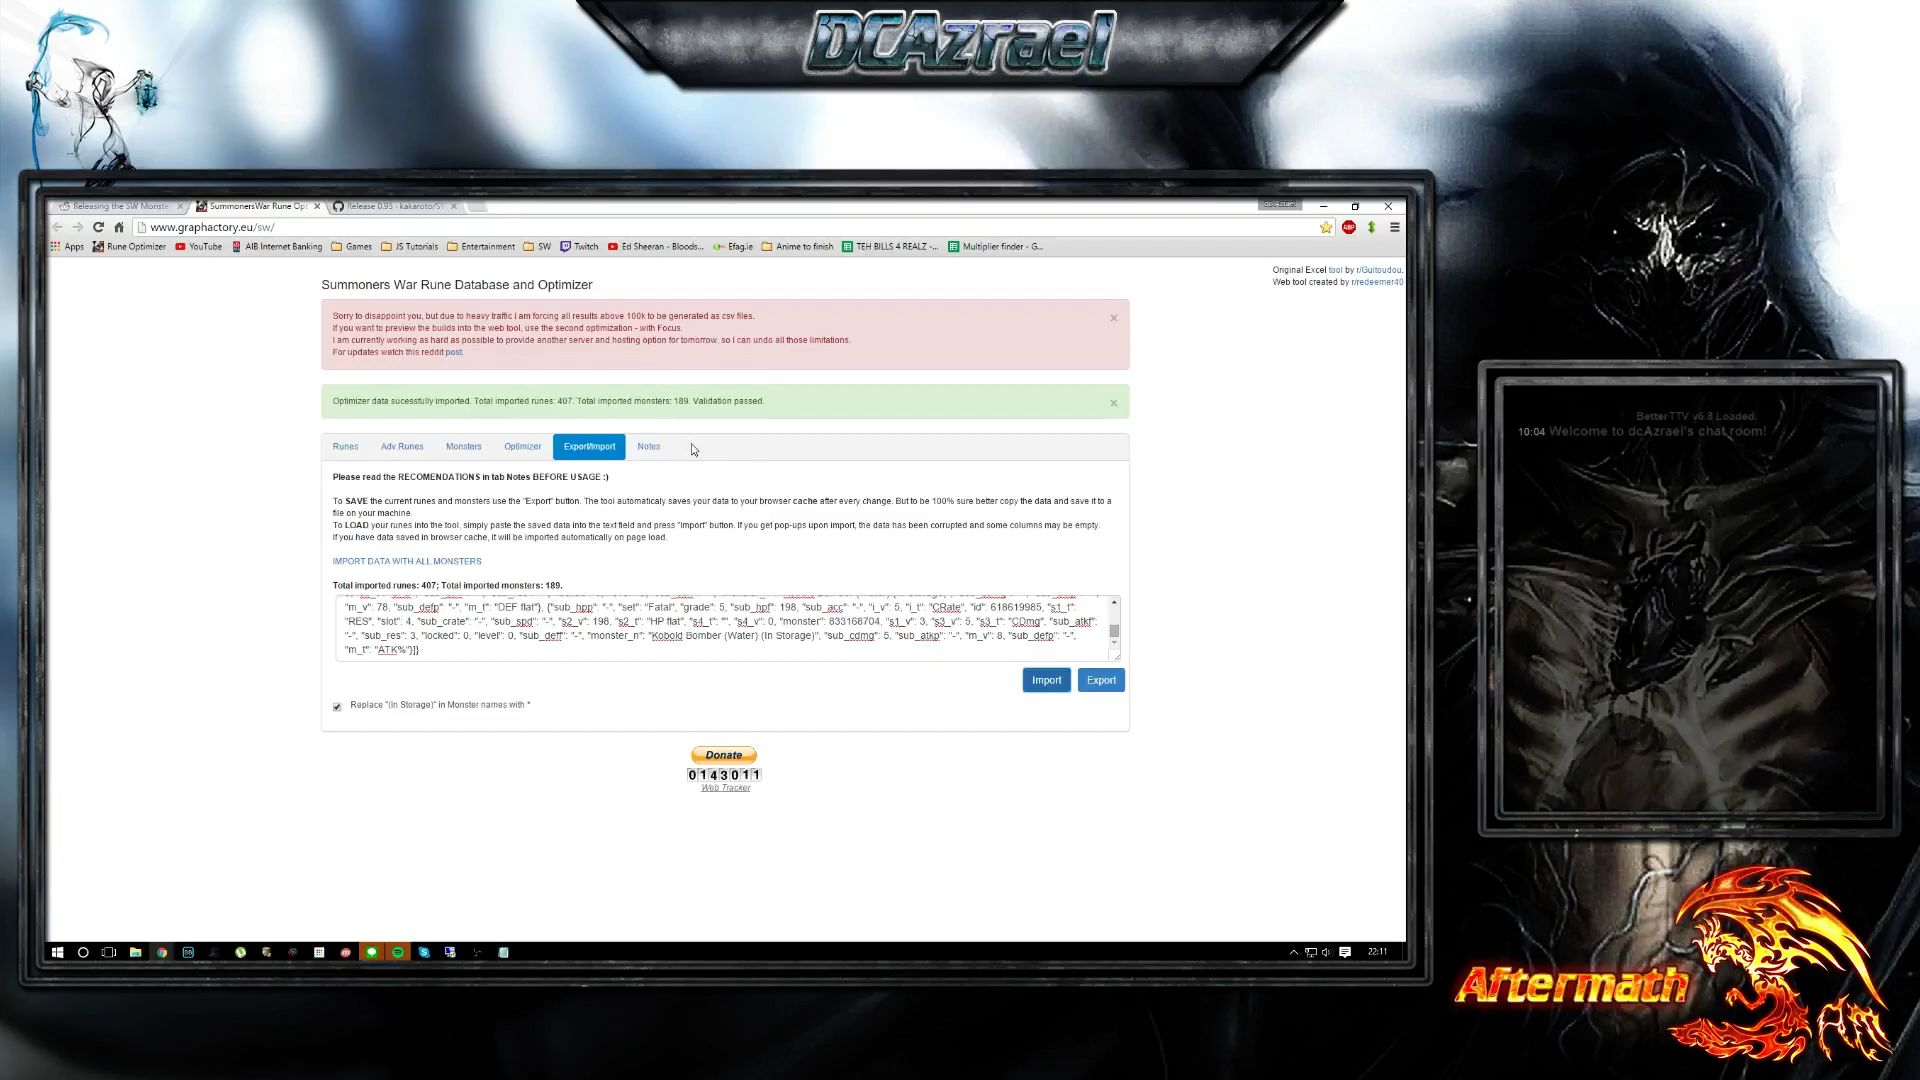 DCAzrael
Releasing the SW Monste
SummonersWar Rune Opt
Release 0.95 · kakaroto/SW
dc Azrael
www.graphactory.eu/sw/
Apps
Rune Optimizer
YouTube
AIB Internet Banking
Games
JS Tutorials
Entertainment
SW
Twitch
Ed Sheeran - Bloods...
Efag.ie
Anime to finish
TEH BILLS 4 REALZ -...
Multiplier finder - G...
Original Excel tool by r/Guitoudou.
Web tool created by r/redeemer40
Summoners War Rune Database and Optimizer
Sorry to disappoint you, but due to heavy traffic I am forcing all results above 100k to be generated as csv files.
If you want to preview the builds into the web tool, use the second optimization - with Focus.
I am currently working as hard as possible to provide another server and hosting option for tomorrow, so I can undo all those limitations.
For updates watch this reddit post.
Optimizer data sucessfully imported. Total imported runes: 407. Total imported monsters: 189. Validation passed.
Runes
Adv.Runes
Monsters
Optimizer
Export/Import
Notes
Please read the RECOMENDATIONS in tab Notes BEFORE USAGE :)
To SAVE the current runes and monsters use the "Export" button. The tool automaticaly saves your data to your browser cache after every change. But to be 100% sure better copy the data and save it to a
file on your machine.
To LOAD your runes into the tool, simply paste the saved data into the text field and press "Import" button. If you get pop-ups upon import, the data has been corrupted and some columns may be empty.
If you have data saved in browser cache, it will be imported automatically on page load.
IMPORT DATA WITH ALL MONSTERS
Total imported runes: 407; Total imported monsters: 189.
"m_v": 78, "sub_defp": "-", "m_t": "DEF flat"}, {"sub_hpp": "-", "set": "Fatal", "grade": 5, "sub_hpf": 198, "sub_acc": "-", "i_v": 5, "i_t": "CRate", "id": 618619985, "s1_t":
"RES", "slot": 4, "sub_crate": "-", "sub_spd": "-", "s2_v": 198, "s2_t": "HP flat", "s4_t": "", "s4_v": 0, "monster": 833168704, "s1_v": 3, "s3_v": 5, "s3_t": "CDmg", "sub_atkf":
"-", "sub_res": 3, "locked": 0, "level": 0, "sub_deff": "-", "monster_n": "Kobold Bomber (Water) (In Storage)", "sub_cdmg": 5, "sub_atkp": "-", "m_v": 8, "sub_defp": "-",
"m_t": "ATK%"}]}
Import
Export
Replace "(In Storage)" in Monster names with *
Donate
0143011
Web Tracker
22:11
BetterTTV v6.8 Loaded.
10:04 Welcome to dcAzrael's chat room!
Aftermath
AM